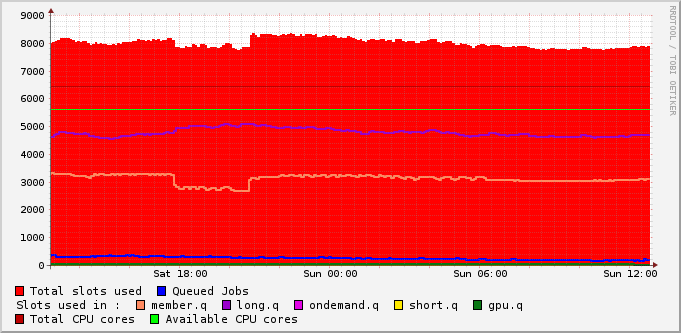 RRDTOOL / TOBI OETIKER
9000
8000
7000
6000
5000
4000
3000
2000
1000
0
Sat 18:00 Sun 00:00 Sun 06:00 Sun 12:00
Total slots used Queued Jobs
Slots used in : member.q long.q ondemand.q short.q gpu.q
Total CPU cores Available CPU cores